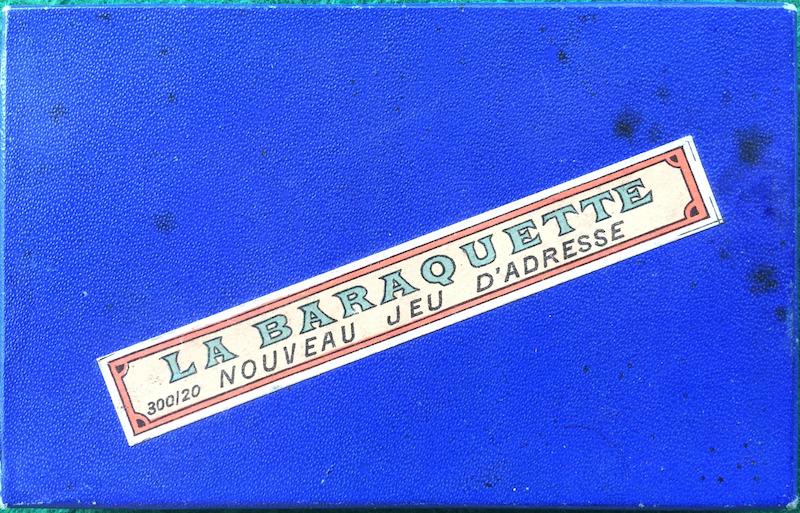 LA BARAQUETTE
300/20 NOUVEAU JEU D'ADRESSE